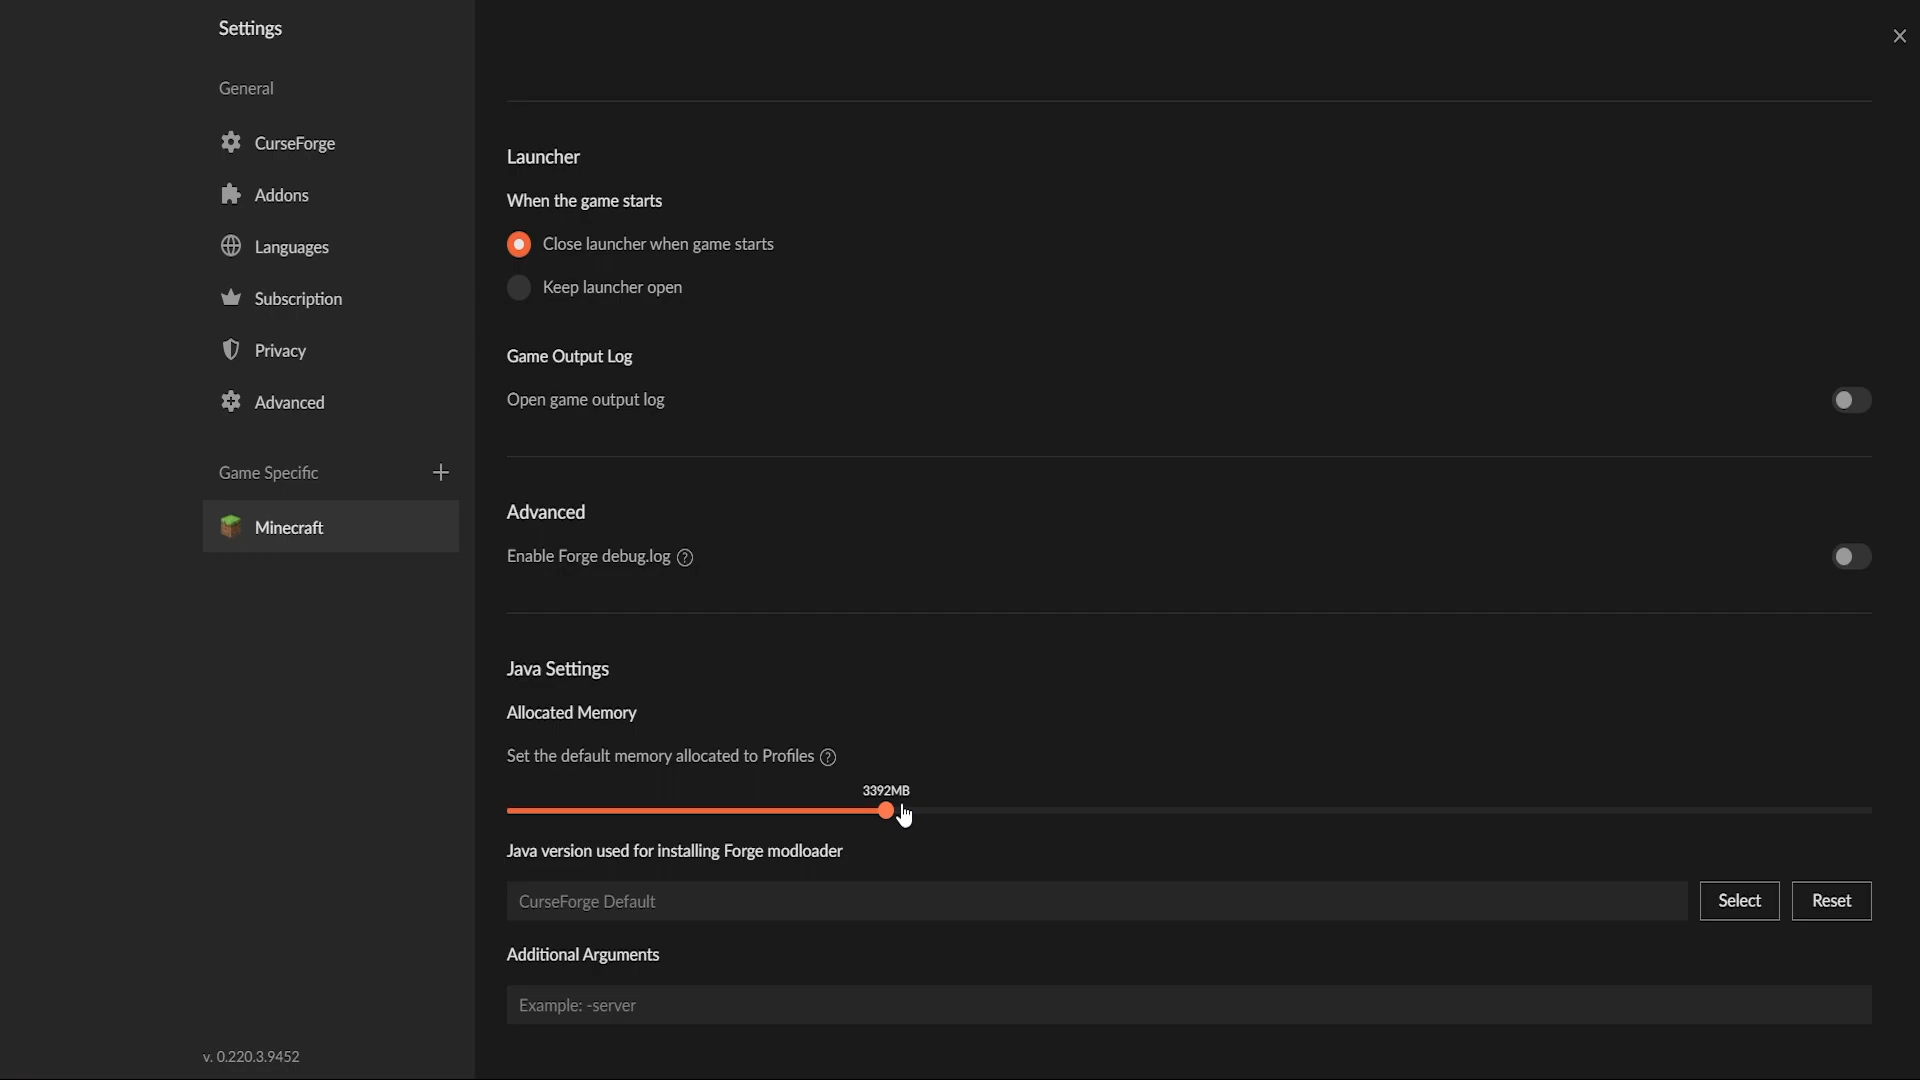 Settings
General
CurseForge
Addons
Languages
Subscription
Privacy
Advanced
Game Specific
Minecraft
v. 0.220.3.9452
Launcher
When the game starts
Close launcher when game starts
Keep launcher open
Game Output Log
Open game output log
Advanced
Enable Forge debug.log ?
Java Settings
Allocated Memory
Set the default memory allocated to Profiles ?
3392MB
Java version used for installing Forge modloader
CurseForge Default
Select
Reset
Additional Arguments
Example: -server